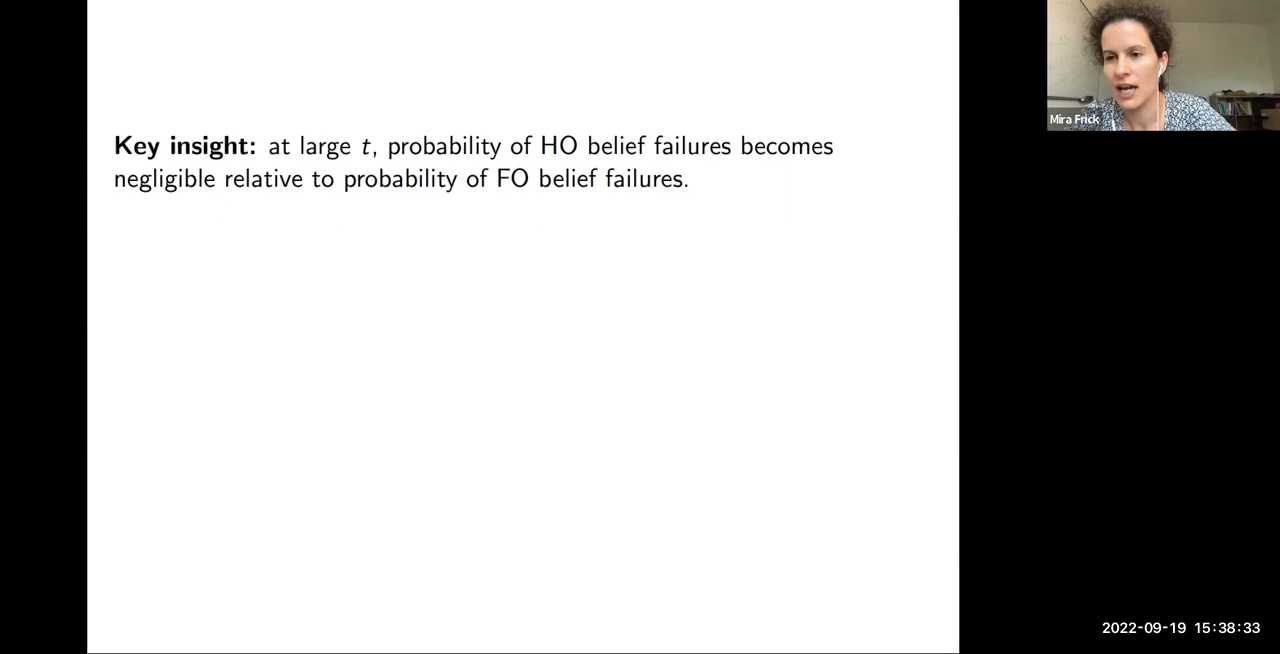 Key insight: at large t, probability of HO belief failures becomes
negligible relative to probability of FO belief failures.
Mira Frick
2022-09-19 15:38:33